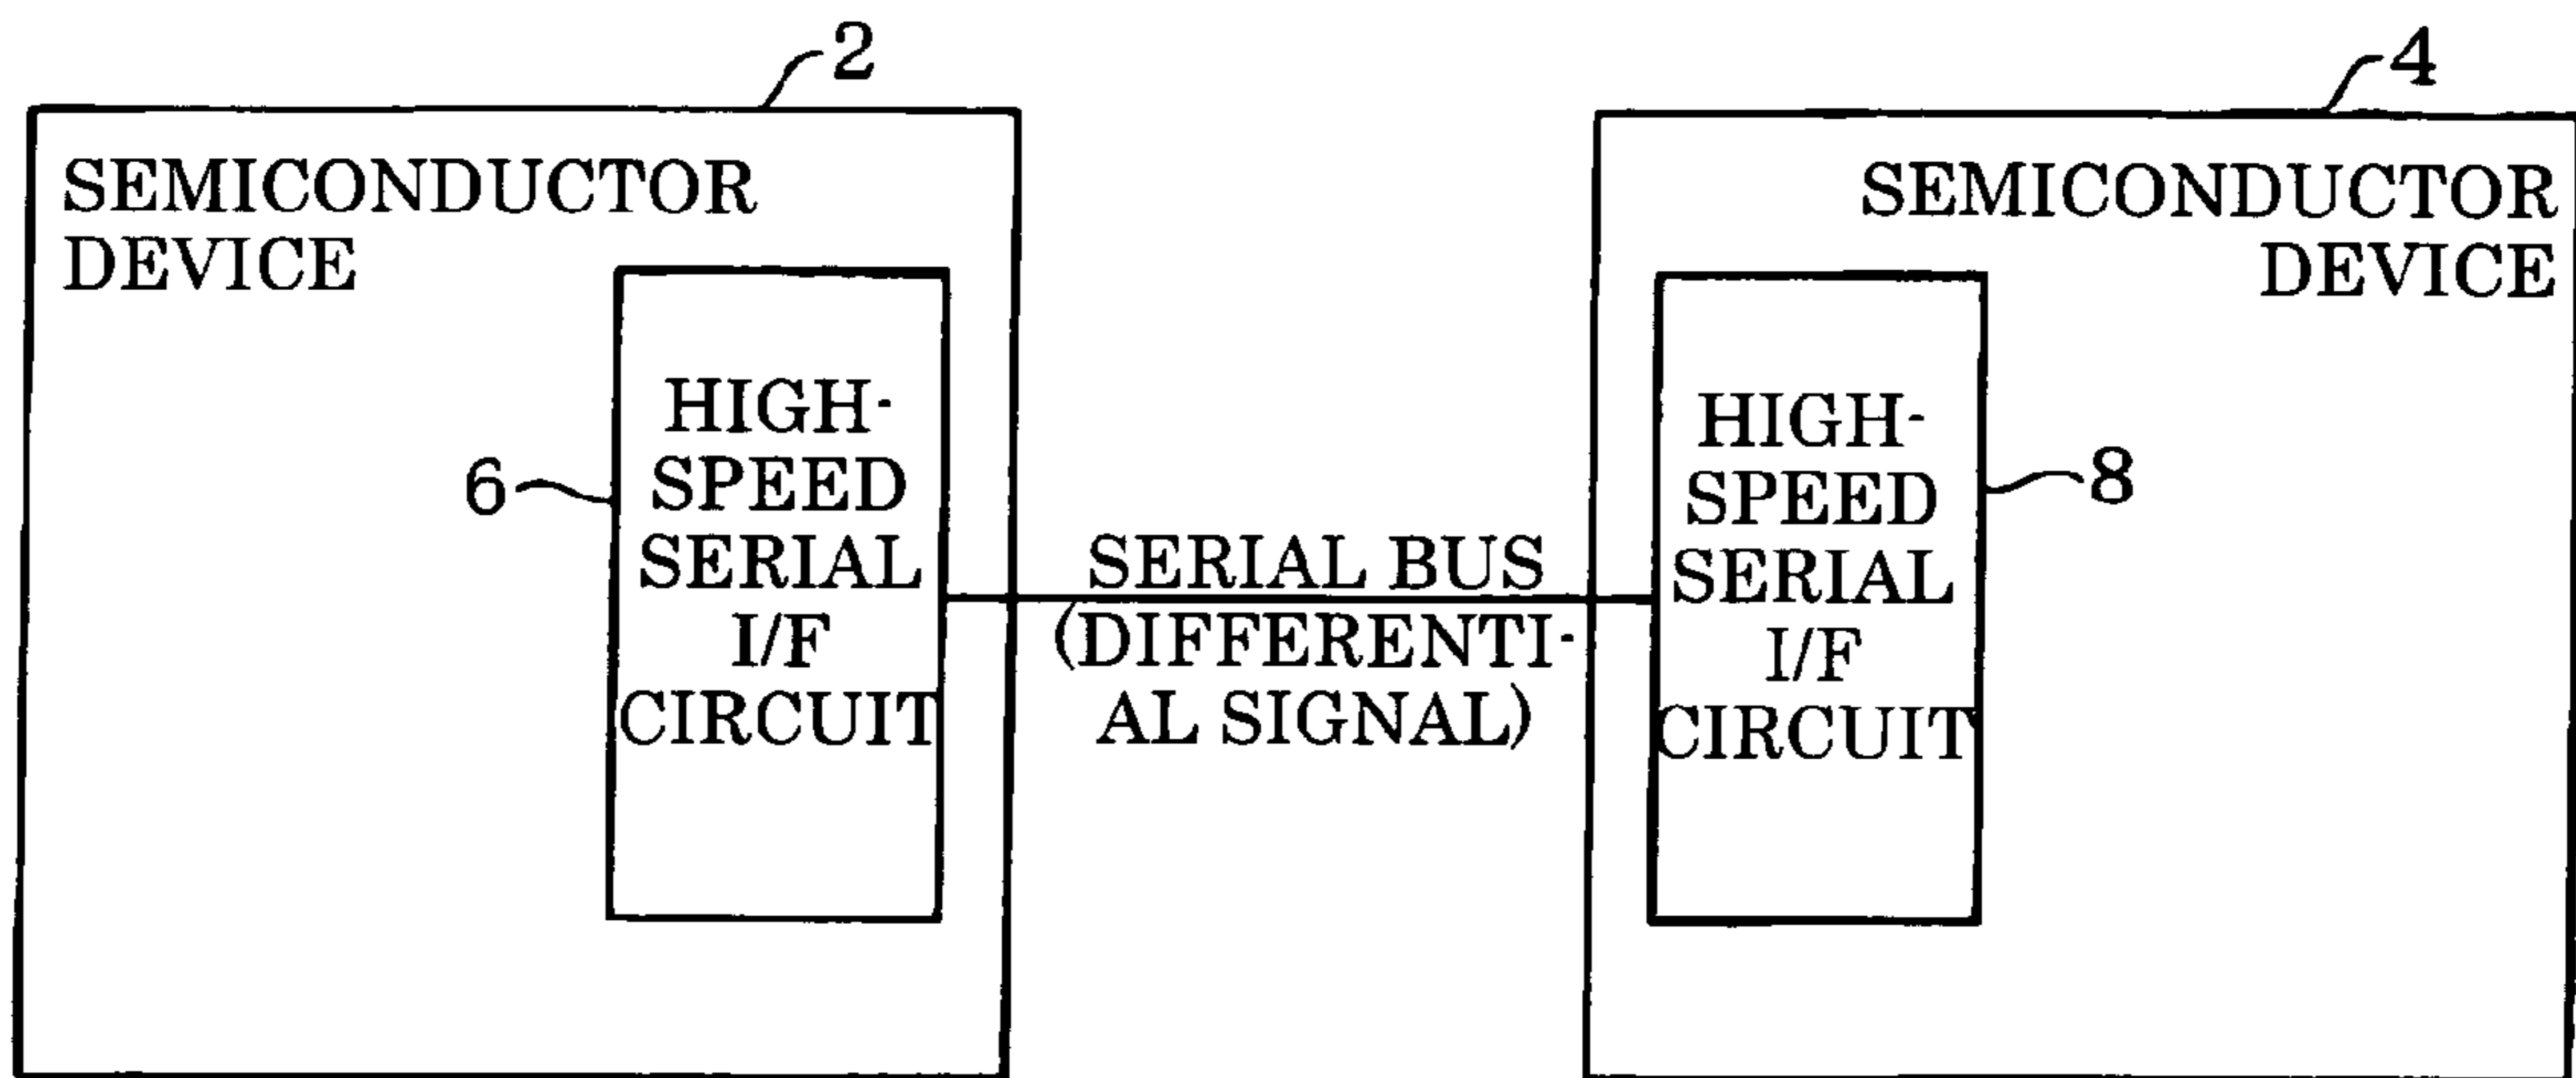 2
4
SEMICONDUCTOR
DEVICE
SEMICONDUCTOR
DEVICE
6
HIGH-
SPEED
SERIAL
I/F
CIRCUIT
SERIAL BUS
(DIFFERENTI-
AL SIGNAL)
HIGH-
SPEED
SERIAL
I/F
CIRCUIT
8